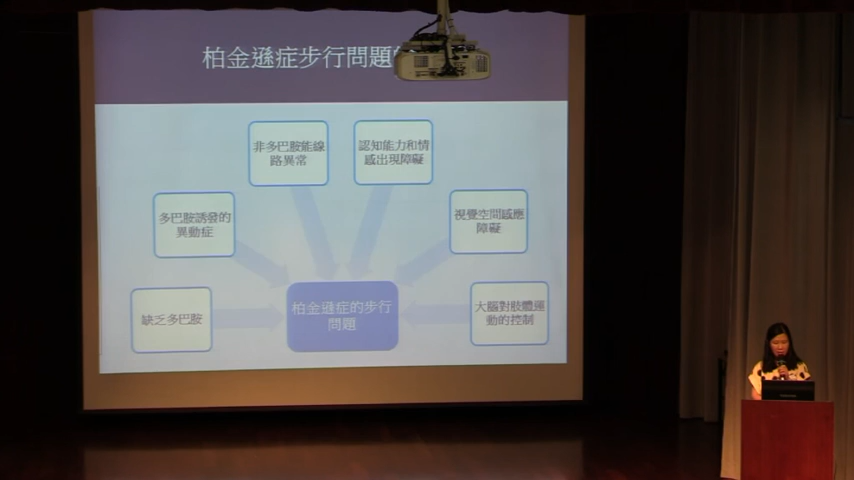 柏金遜症步行問題
非多巴胺能線
路異常
認知能力和情
感出現障礙
多巴胺誘發的
異動症
視覺空間感應
障礙
缺乏多巴胺
柏金遜症的步行
問題
大腦對肢體運
動的控制